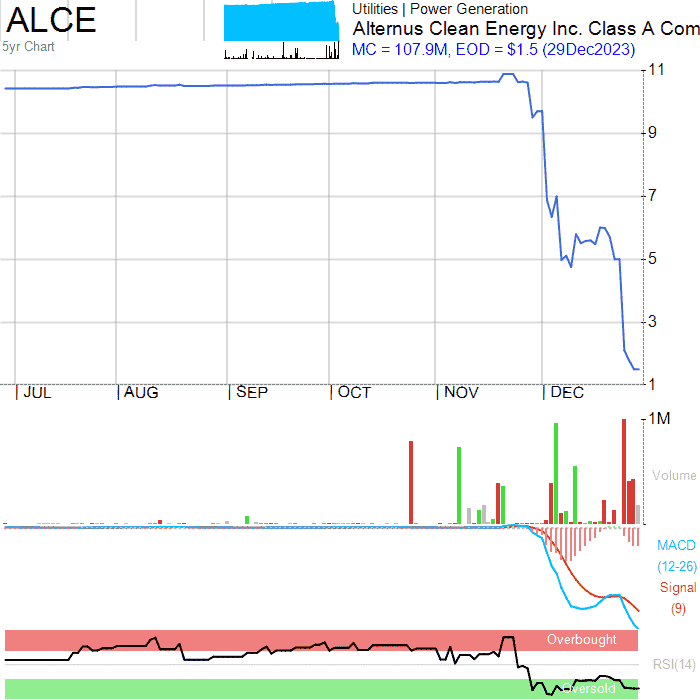 ALCE
5yr Chart
Utilities | Power Generation
Alternus Clean Energy Inc. Class A Com
MC = 107.9M, EOD = $1.5 (29Dec2023)
11
9
7
5
3
1
JUL
AUG
SEP
OCT
NOV
DEC
1M
Volume
MACD
(12-26)
Signal
(9)
Overbought
RSI(14)
Oversold